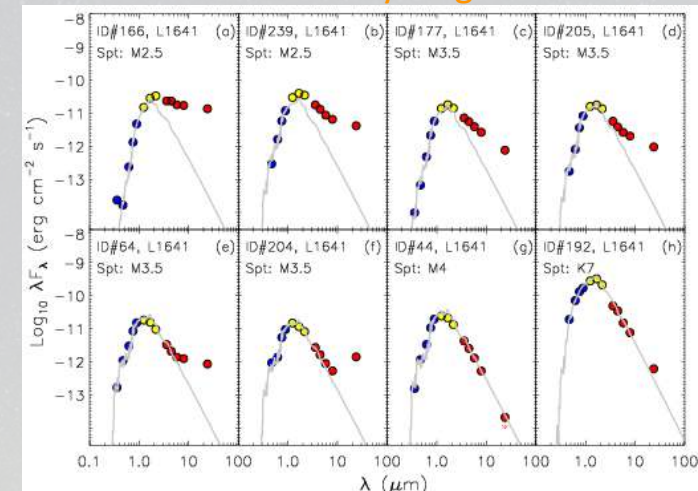 ID#166, L1641 (a)
Spt: M2.5
ID#239, L1641 (b)
Spt: M2.5
ID#177, L1641 (c)
Spt: M3.5
ID#205, L1641 (d)
Spt: M3.5
-8
-9
-10
-11
-12
-13
ID#64, L1641 (e)
Spt: M3.5
ID#204, L1641 (f)
Spt: M3.5
ID#44, L1641 (g)
Spt: M4
ID#192, L1641 (h)
Spt: K7
-8
-9
-10
-11
-12
-13
Log₁₀ λFλ (erg cm⁻² s⁻¹)
0.1 1.0 10 100 1.0 10 100 1.0 10 100 1.0 10 100
λ (μm)